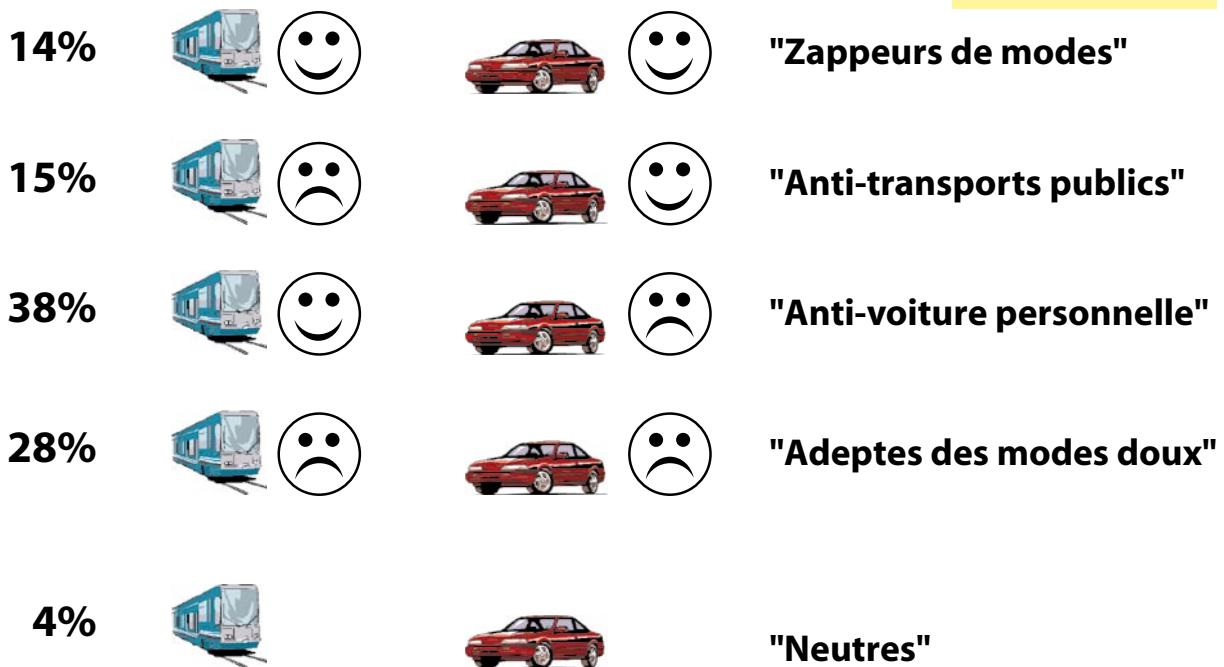 14% "Zappeurs de modes"
15% "Anti-transports publics"
38% "Anti-voiture personnelle"
28% "Adeptes des modes doux"
4% "Neutres"